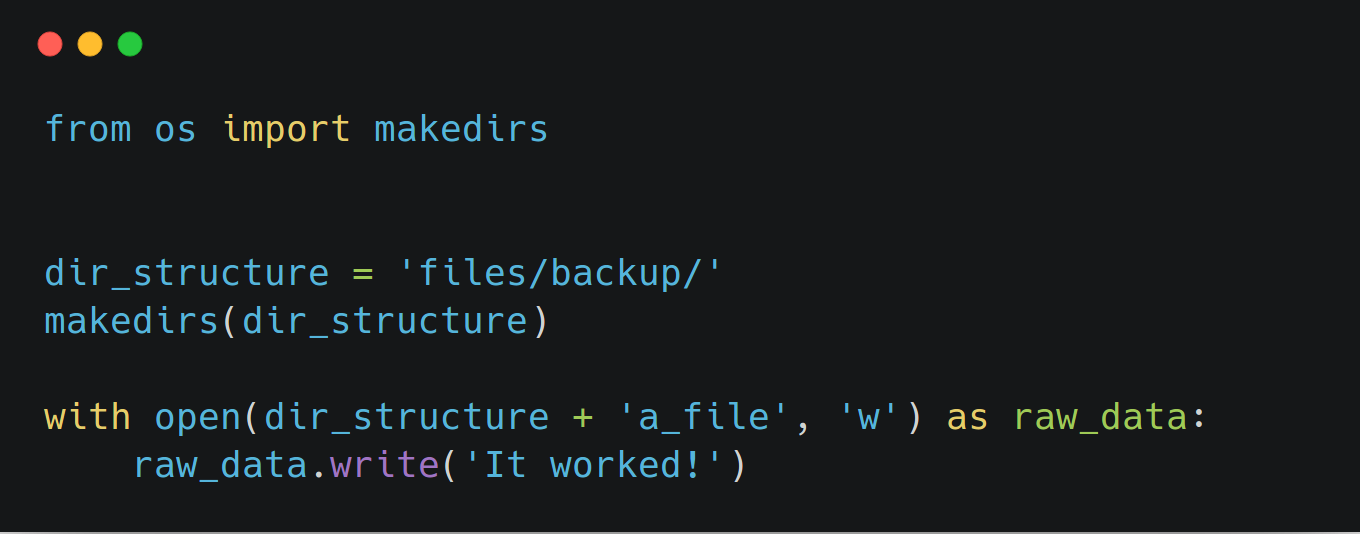 from os import makedirs
dir_structure = 'files/backup/'
makedirs(dir_structure)
with open(dir_structure + 'a_file', 'w') as raw_data:
    raw_data.write('It worked!')